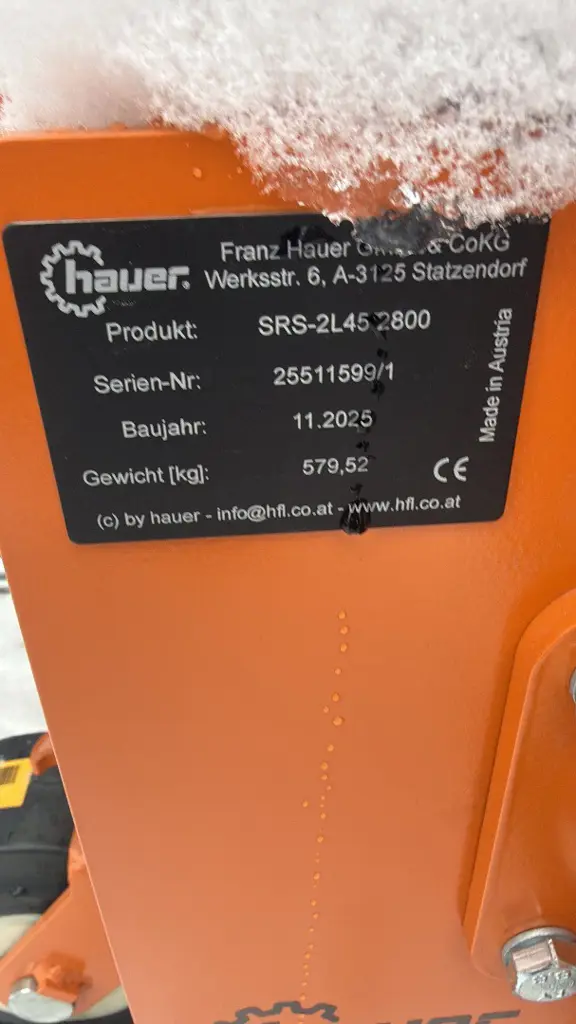 hauer.
Franz Hauer & CoKG
Werksstr. 6, A-3125 Statzendorf
Produkt: SRS-2L45 2800
Serien-Nr: 25511599/1
Baujahr: 11.2025
Gewicht [kg]: 579,52
CE
Made in Austria
(c) by hauer - info@hfl.co.at - www.hfl.co.at